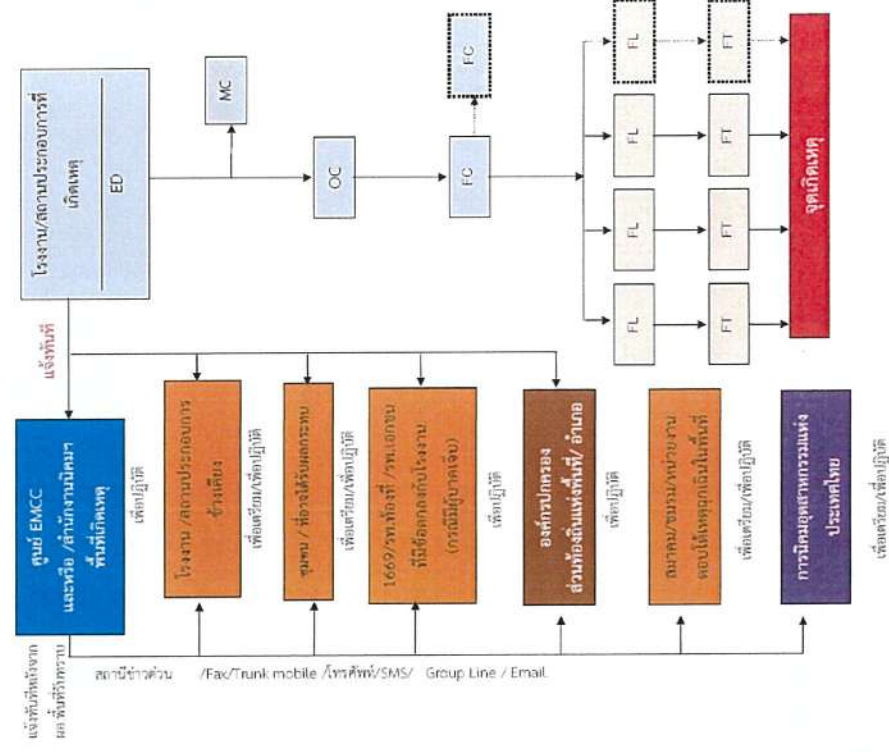 โรงงาน/สถานประกอบการที่
เกิดเหตุ
ED
MC
OC
FC
FC
FL
FL
FL
FL
FT
FT
FT
FT
จุดเกิดเหตุ
แจ้งทันที
ศูนย์ EMCC
และหรือ /สำนักงานนิคมฯ
พื้นที่เกิดเหตุ
เพื่อปฏิบัติ
โรงงาน /สถานประกอบการ
ข้างเคียง
เพื่อเตรียม/เพื่อปฏิบัติ
ชุมชน / ที่อาจได้รับผลกระทบ
เพื่อเตรียม/เพื่อปฏิบัติ
1669/รพ.ท้องที่ /รพ.เอกชน
ที่มีข้อตกลงกับโรงงาน
(กรณีมีผู้บาดเจ็บ)
เพื่อปฏิบัติ
องค์กรปกครอง
ส่วนท้องถิ่นแห่งพื้นที่/ อำเภอ
เพื่อปฏิบัติ
สมาคม/ชมรม/หน่วยงาน
ตอบโต้เหตุฉุกเฉินในพื้นที่
เพื่อเตรียม/เพื่อปฏิบัติ
การนิคมอุตสาหกรรมแห่ง
ประเทศไทย
เพื่อเตรียม/เพื่อปฏิบัติ
แจ้งทันทีหลังจาก
ผอ พื้นที่รับทราบ
สถานีข่าวด่วน /Fax/Trunk mobile /โทรศัพท์/SMS/ Group Line / Email